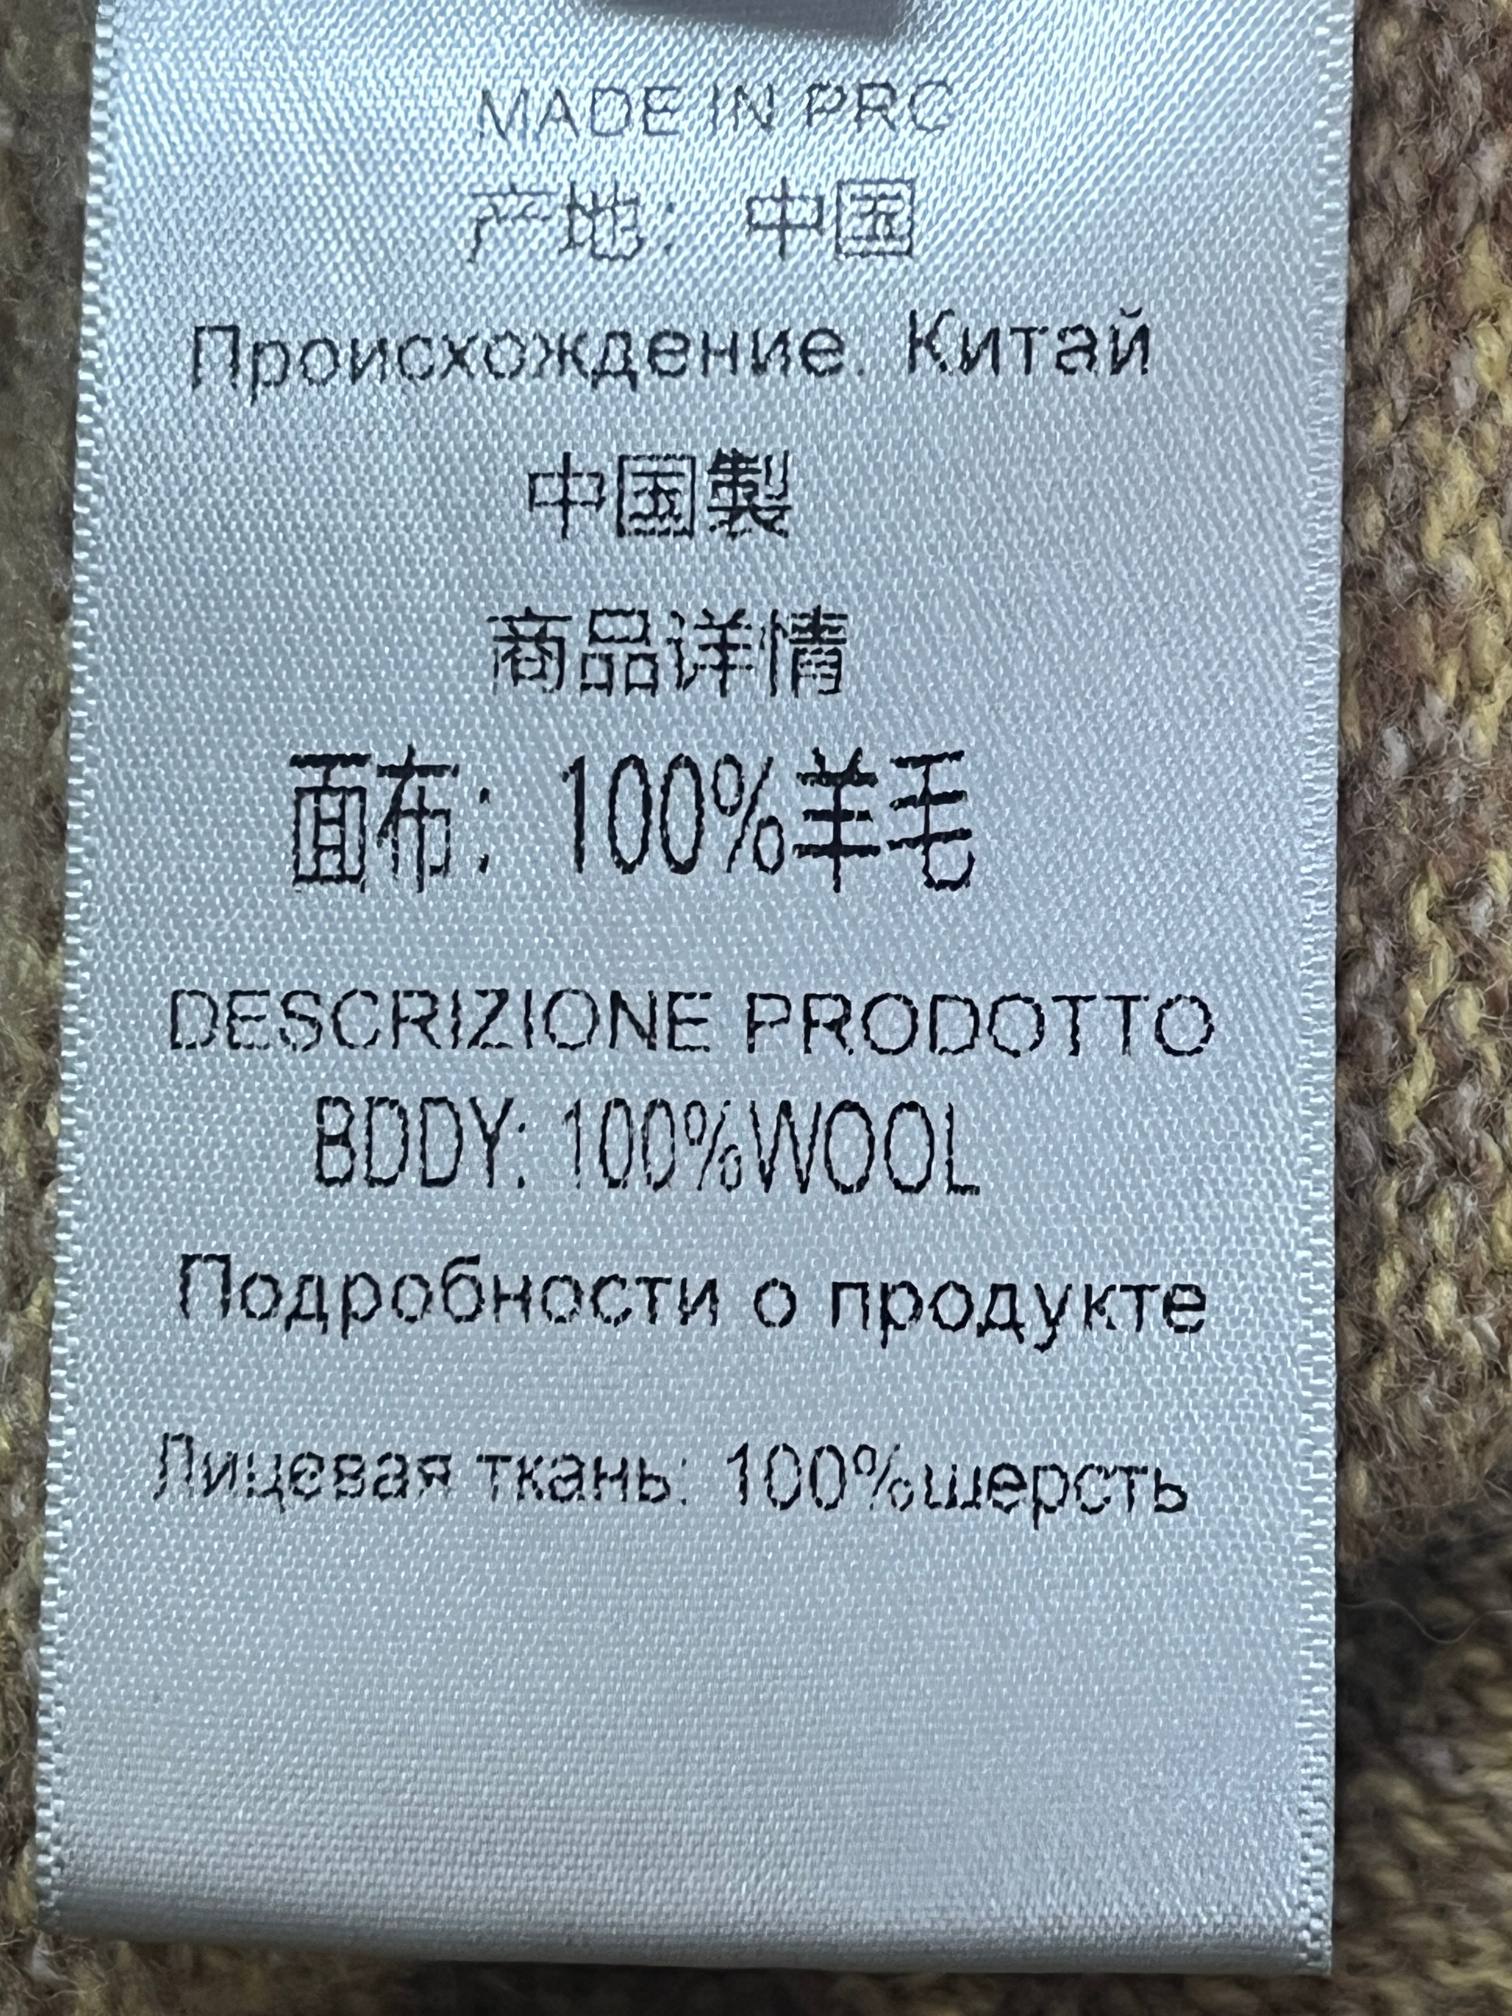 MADE IN PRC
产地: 中国
Происхождение. Китай
中国製
商品详情
面布: 100%羊毛
DESCRIZIONE PRODOTTO
BDDY: 100%WOOL
Подробности о продукте
Лицевая ткань: 100%шерсть